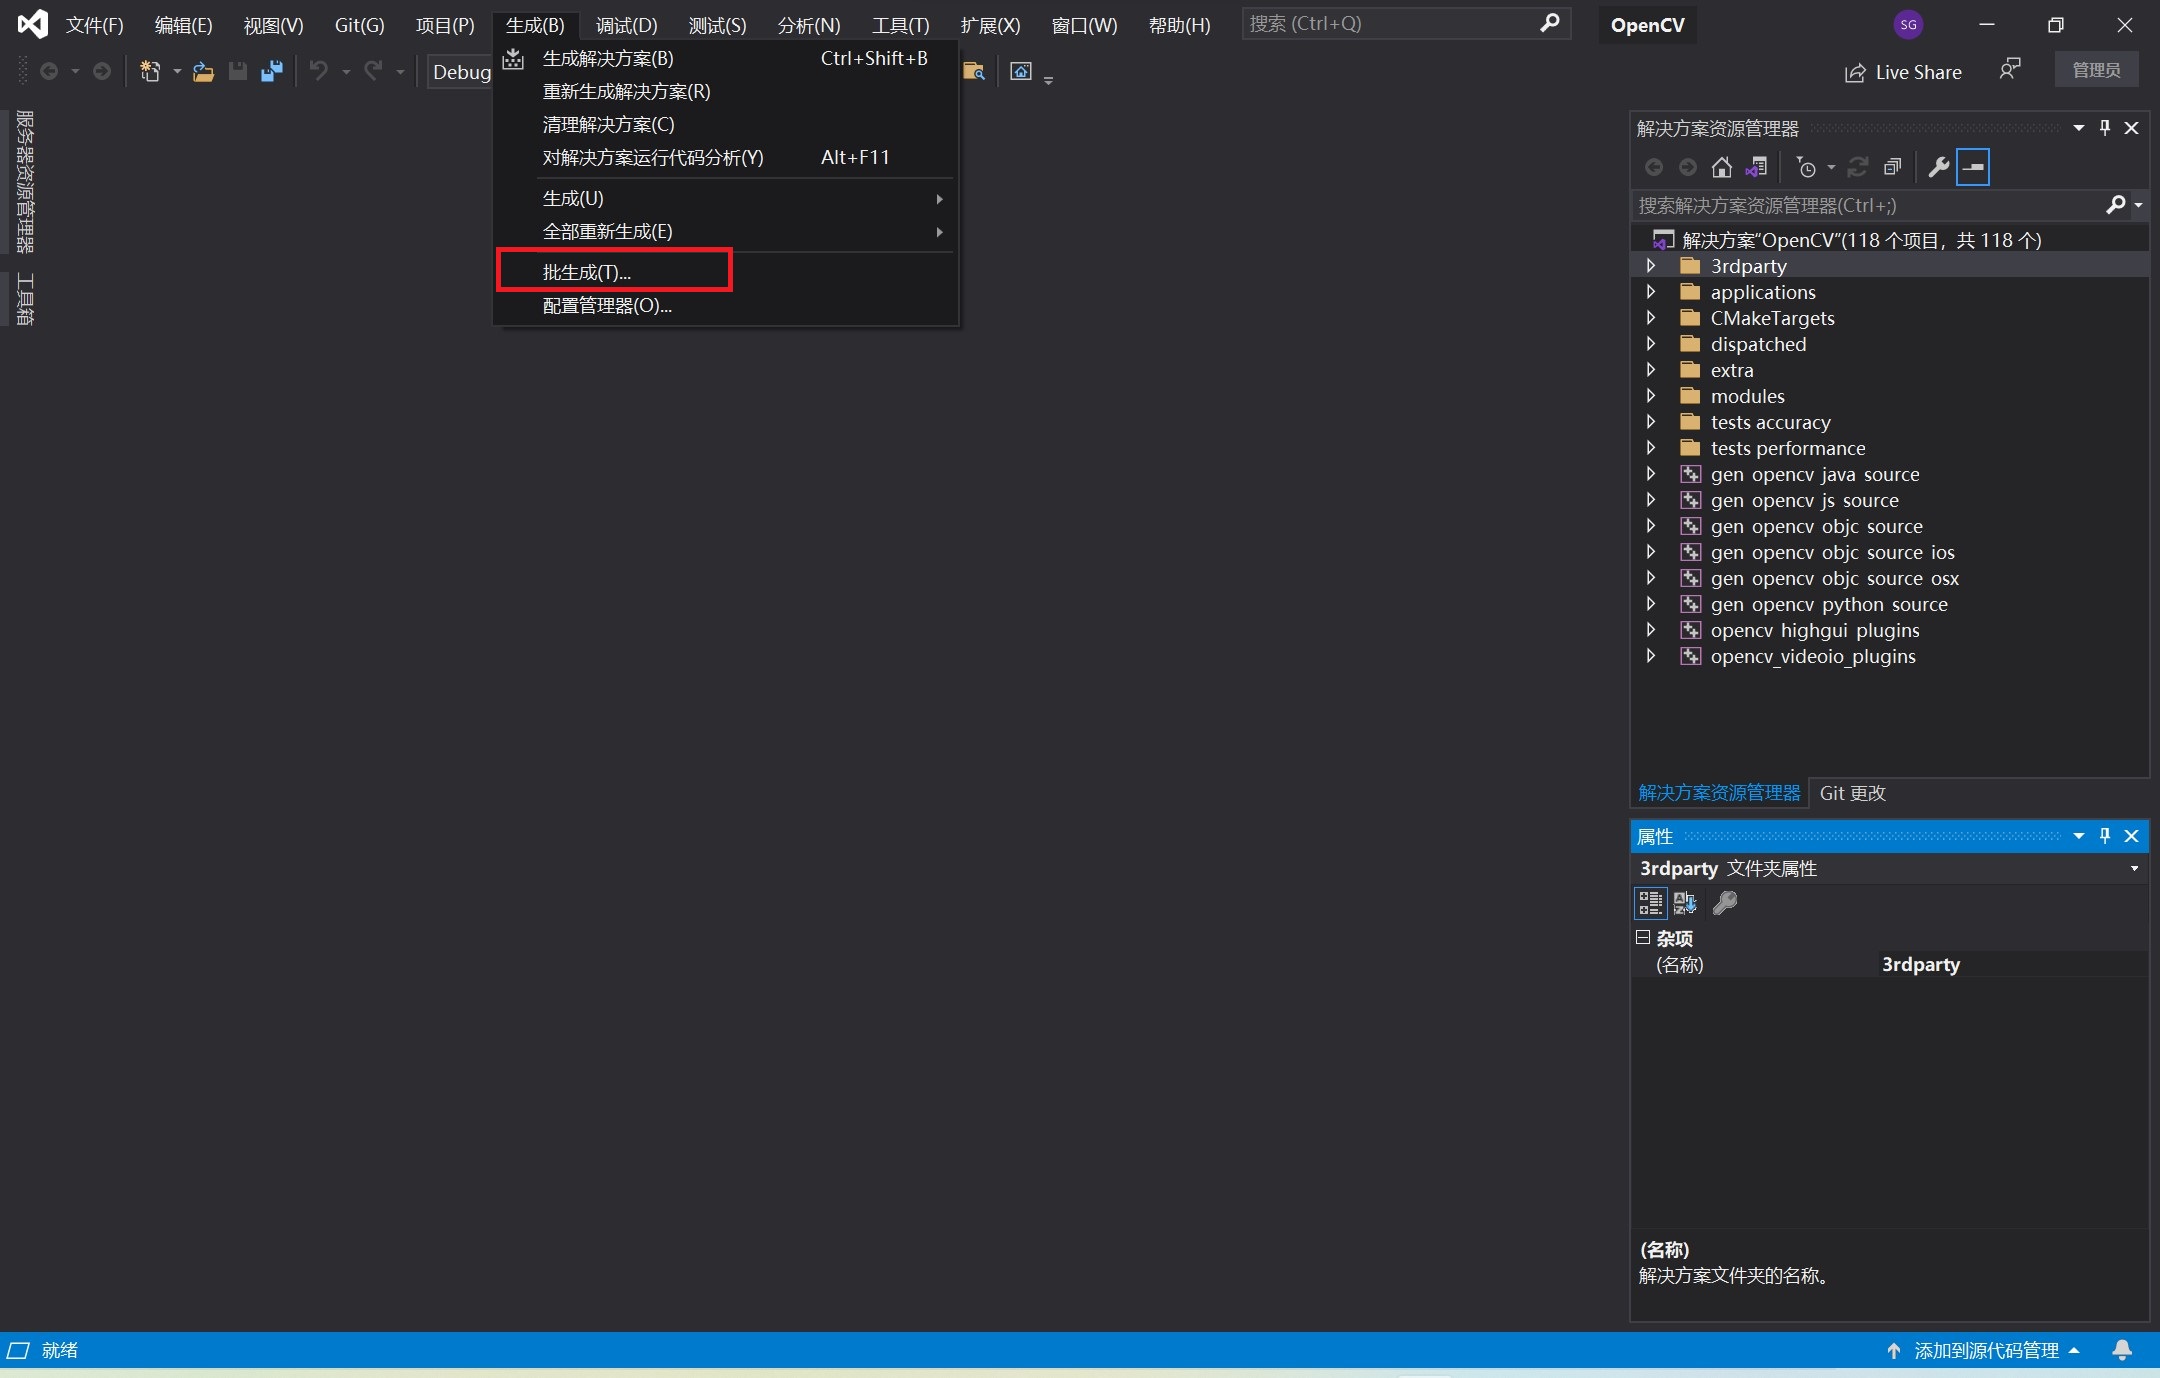 文件(F) 编辑(E) 视图(V) Git(G) 项目(P) 生成(B) 调试(D) 测试(S) 分析(N) 工具(T) 扩展(X) 窗口(W) 帮助(H) 搜索 (Ctrl+Q) OpenCV SG
Debug
Live Share 管理员
生成解决方案(B) Ctrl+Shift+B
重新生成解决方案(R)
清理解决方案(C)
对解决方案运行代码分析(Y) Alt+F11
生成(U)
全部重新生成(E)
批生成(T)...
配置管理器(O)...
服务器资源管理器
工具箱
解决方案资源管理器
搜索解决方案资源管理器(Ctrl+;)
解决方案“OpenCV”(118 个项目，共 118 个)
3rdparty
applications
CMakeTargets
dispatched
extra
modules
tests accuracy
tests performance
gen opencv java source
gen opencv js source
gen opencv objc source
gen opencv objc source ios
gen opencv objc source osx
gen opencv python source
opencv highgui plugins
opencv_videoio_plugins
解决方案资源管理器 Git 更改
属性
3rdparty 文件夹属性
杂项
(名称) 3rdparty
(名称)
解决方案文件夹的名称。
就绪 添加到源代码管理